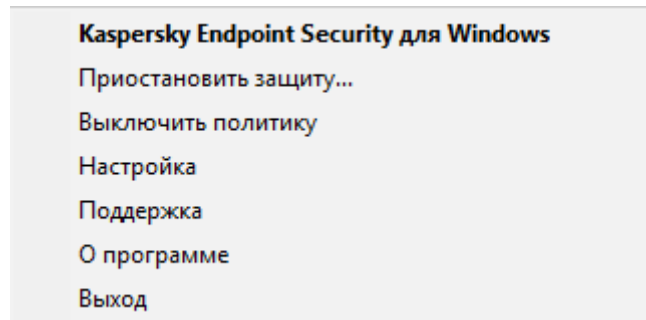 Kaspersky Endpoint Security для Windows
Приостановить защиту...
Выключить политику
Настройка
Поддержка
О программе
Выход